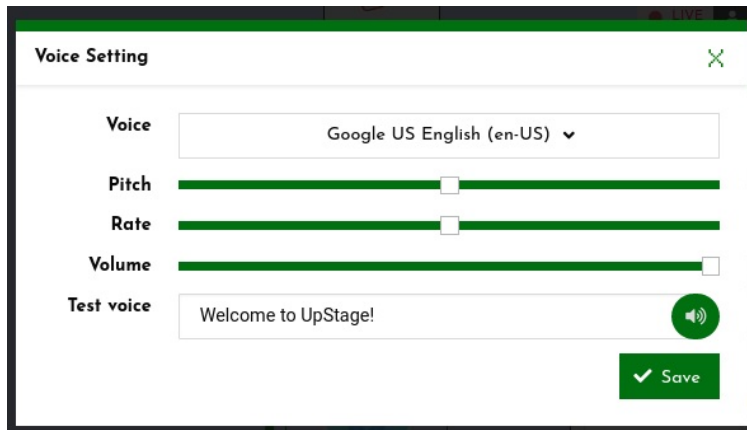 LIVE
Voice Setting
Voice
Google US English (en-US)
Pitch
Rate
Volume
Test voice
Welcome to UpStage!
Save